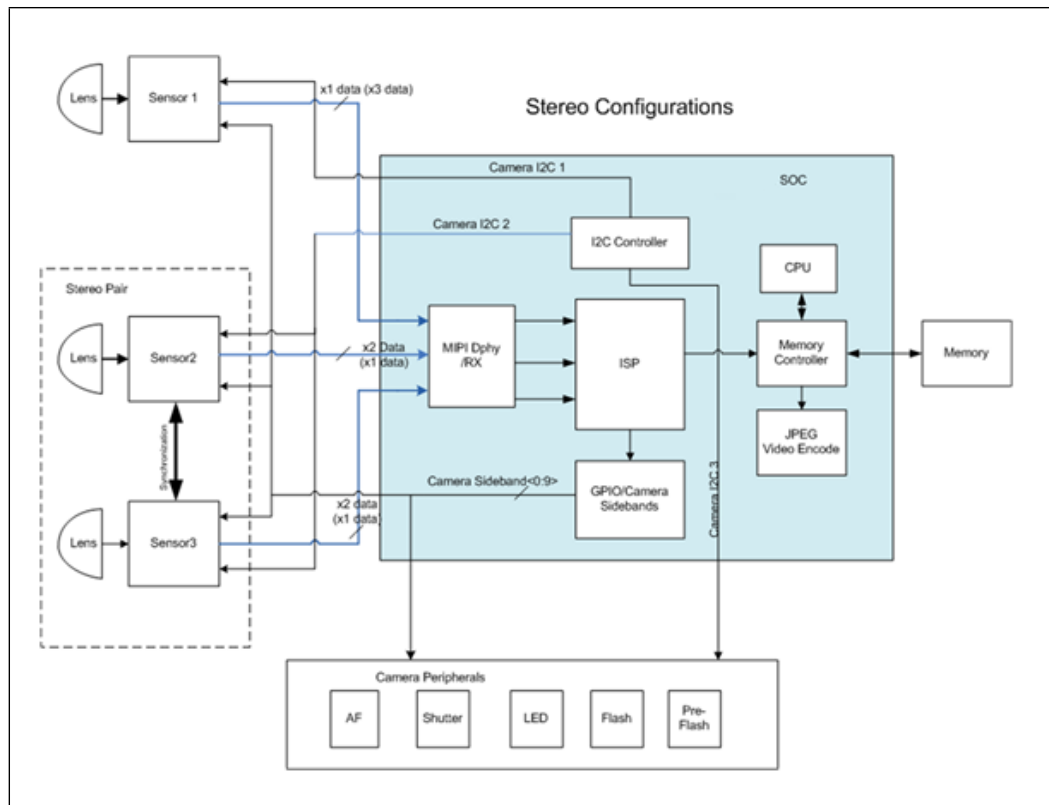 Stereo Configurations
Lens
Sensor 1
x1 data (x3 data)
Camera I2C 1
SOC
Camera I2C 2
I2C Controller
CPU
Stereo Pair
Lens
Sensor2
x2 Data
(x1 data)
MIPI Dphy
/RX
ISP
Memory
Controller
Memory
JPEG
Video Encode
Synchronization
Camera Sideband<0:9>
GPIO/Camera
Sidebands
Camera I2C 3
x2 data
(x1 data)
Lens
Sensor3
Camera Peripherals
AF
Shutter
LED
Flash
Pre-
Flash